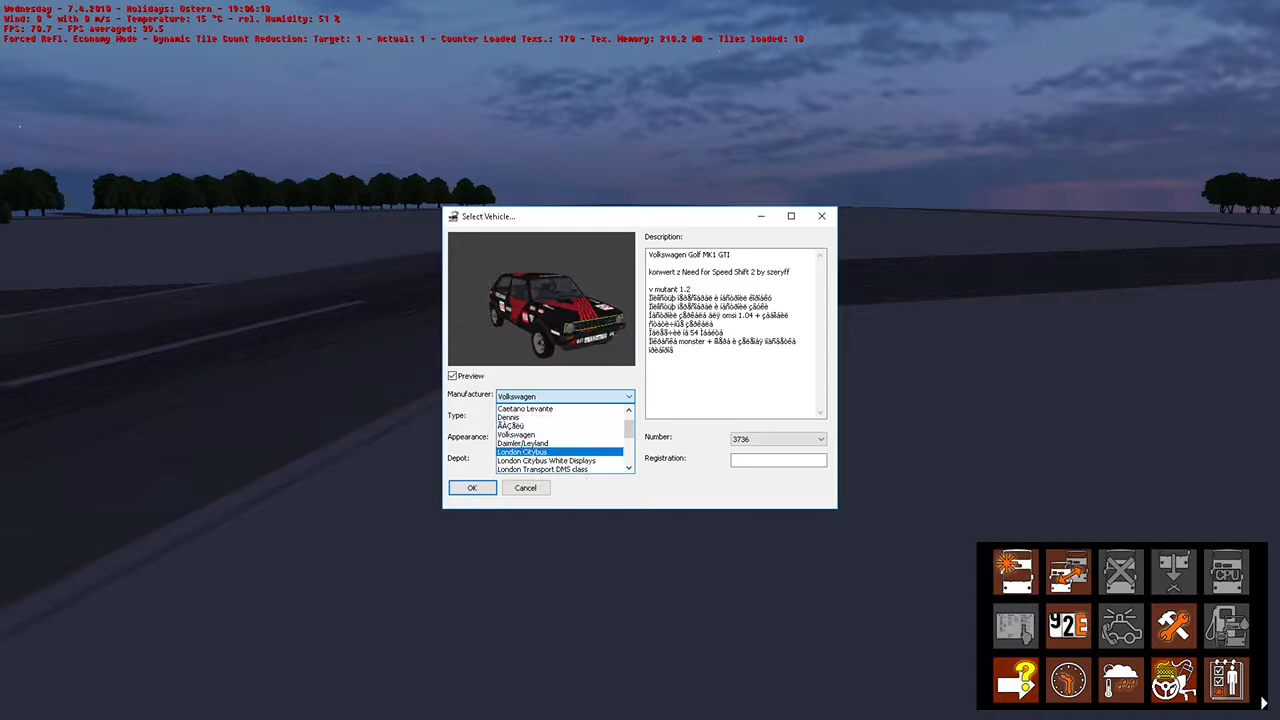 Wednesday - 7.4.2010 - Holidays: Ostern - 19:06:18
Wind: 0 ° with 0 m/s - Temperature: 15 °C - rel. Humidity: 51 %
FPS: 70.7 - FPS averaged: 39.5
Forced Refl. Economy Mode - Dynamic Tile Count Reduction: Target: 1 - Actual: 1 - Counter Loaded Texs.: 170 - Tex. Memory: 210.2 MB - Tiles loaded: 10
Select Vehicle...
Description:
Volkswagen Golf MK1 GTI
konwert z Need for Speed Shift 2 by szeryff
v mutant 1.2
Preview
Manufacturer:
Volkswagen
Caetano Levante
Dennis
Volkswagen
Daimler/Leyland
London Citybus
London Citybus White Displays
London Transport DMS class
Type:
Appearance:
Depot:
Number:
3736
Registration:
OK
Cancel
CPU
92E